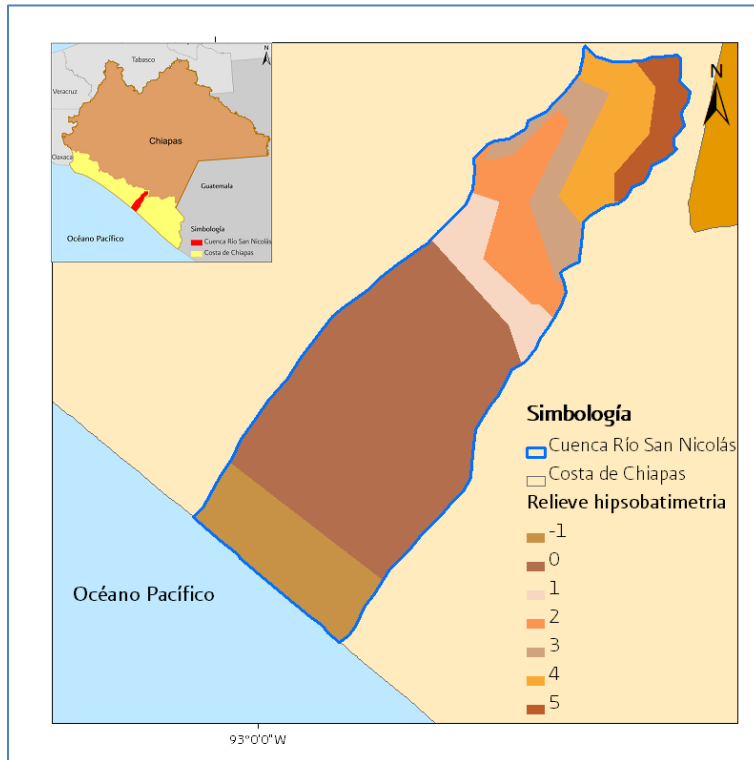 N
Tabasco
Veracruz
Chiapas
Oaxaca
Guatemala
Simbología
Océano Pacífico
Cuenca Río San Nicolás
Costa de Chiapas
N
Simbología
Cuenca Río San Nicolás
Costa de Chiapas
Relieve hipsobatimetria
-1
0
1
2
3
4
5
Océano Pacífico
93°0'0"W